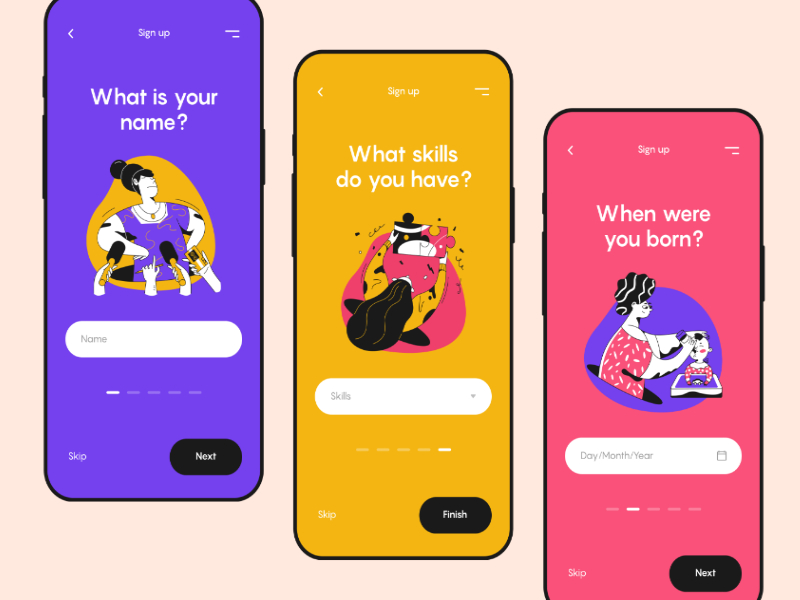 Sign up
What is your
name?
Name
Skip
Next
Sign up
What skills
do you have?
Skills
Skip
Finish
Sign up
When were
you born?
Day/Month/Year
Skip
Next